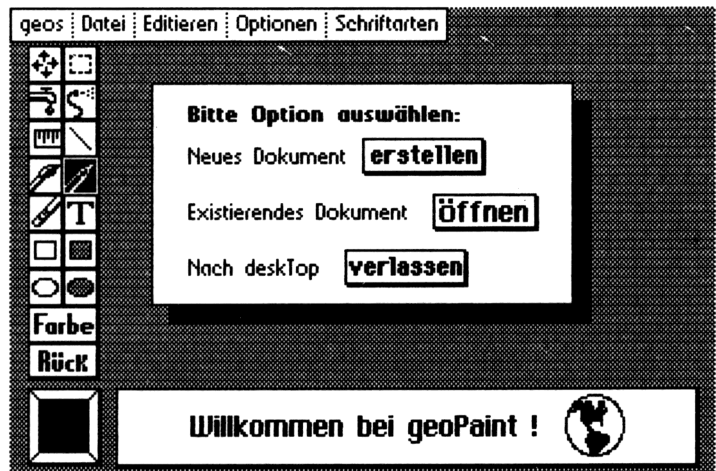 geos Datei Editieren Optionen Schriftarten
Bitte Option auswählen:
Neues Dokument erstellen
Existierendes Dokument öffnen
Nach deskTop verlassen
T
Farbe
Rück
Willkommen bei geoPaint !